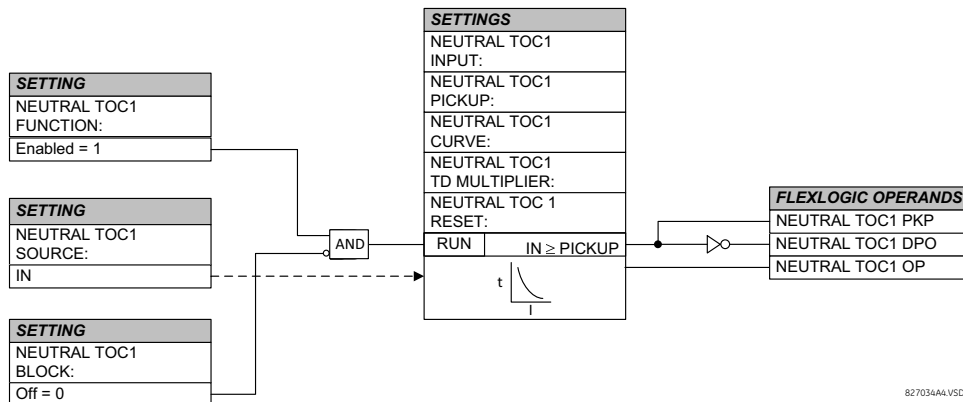 SETTING
NEUTRAL TOC1
FUNCTION:
Enabled = 1
SETTING
NEUTRAL TOC1
SOURCE:
IN
SETTING
NEUTRAL TOC1
BLOCK:
Off = 0
AND
SETTINGS
NEUTRAL TOC1
INPUT:
NEUTRAL TOC1
PICKUP:
NEUTRAL TOC1
CURVE:
NEUTRAL TOC1
TD MULTIPLIER:
NEUTRAL TOC 1
RESET:
RUN IN ≥ PICKUP
t
I
FLEXLOGIC OPERANDS
NEUTRAL TOC1 PKP
NEUTRAL TOC1 DPO
NEUTRAL TOC1 OP
827034A4.VSD